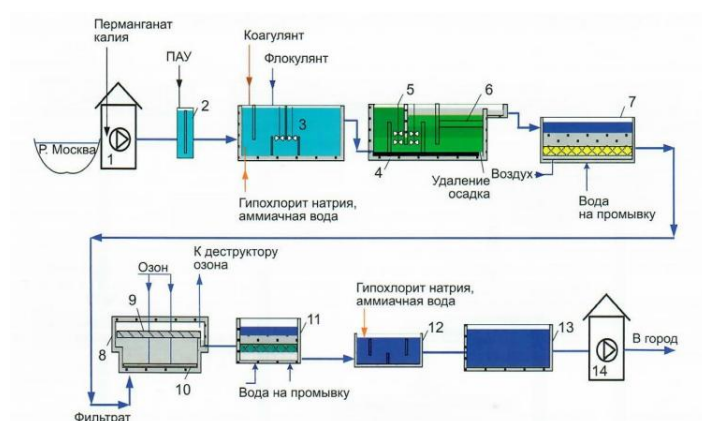 Перманганат
калия
ПАУ
Коагулянт
Флокулянт
Р. Москва
1
2
3
4
5
6
7
Гипохлорит натрия,
аммиачная вода
Удаление
осадка
Воздух
Вода
на промывку
К деструктору
озона
Озон
8
9
10
11
Фильтрат
Вода на промывку
Гипохлорит натрия,
аммиачная вода
12
13
14
В город